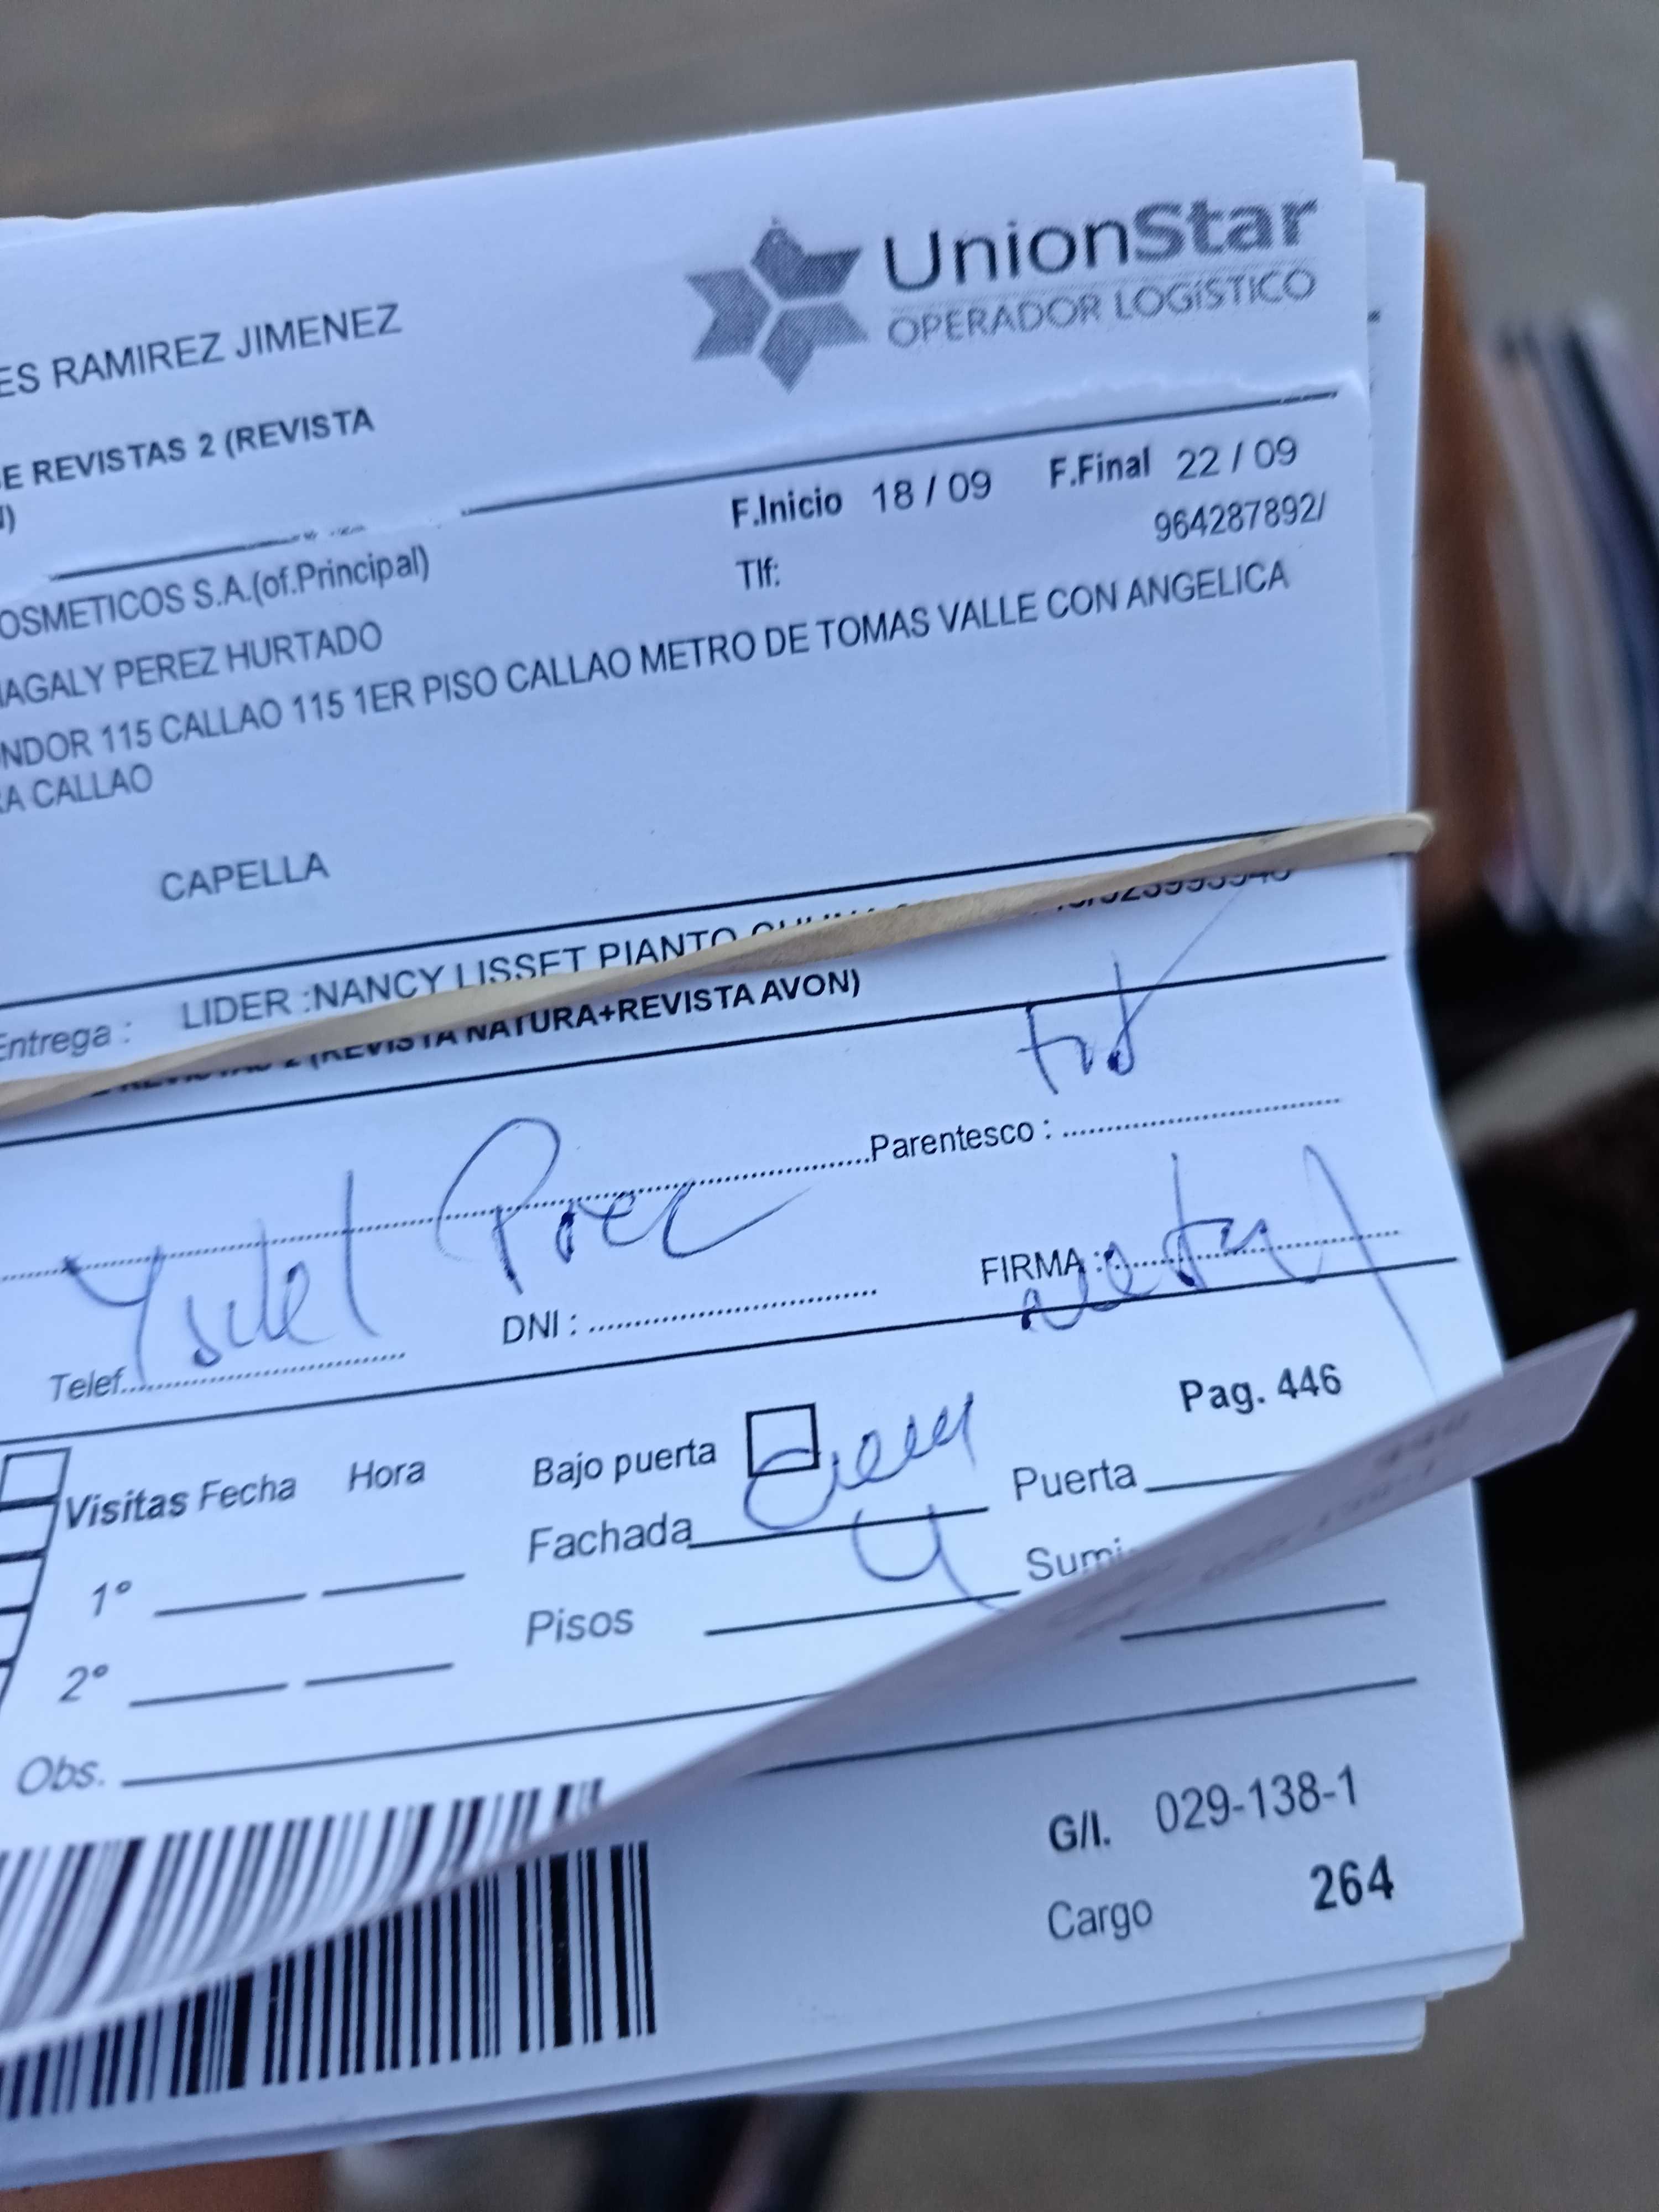 UnionStar
OPERADOR LOGÍSTICO
ES RAMIREZ JIMENEZ
E REVISTAS 2 (REVISTA
F.Inicio 18 / 09 F.Final 22 / 09
OSMETICOS S.A.(of.Principal)
Tlf: 964287892/
AGALY PEREZ HURTADO
NDOR 115 CALLAO 115 1ER PISO CALLAO METRO DE TOMAS VALLE CON ANGELICA
RA CALLAO
CAPELLA
Entrega : LIDER :NANCY LISSET PIANTO
(REVISTA NATURA+REVISTA AVON)
Parentesco :
Telef. DNI : FIRMA :
Pag. 446
Visitas Fecha Hora Bajo puerta
Fachada Puerta
1º
Pisos
2º
Obs.
G/I. 029-138-1
Cargo 264